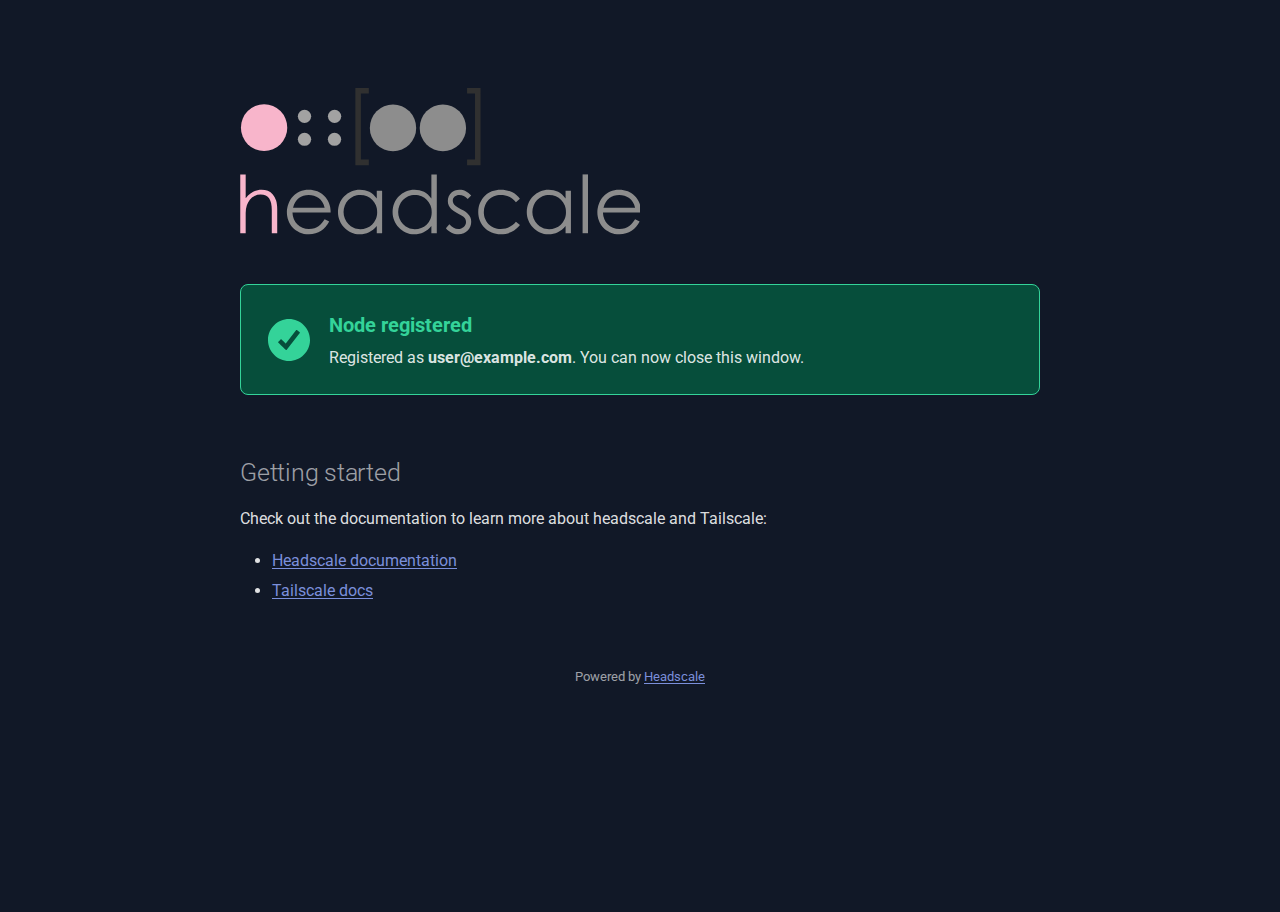 headscale
Node registered
Registered as user@example.com. You can now close this window.
Getting started
Check out the documentation to learn more about headscale and Tailscale:
Headscale documentation
Tailscale docs
Powered by Headscale